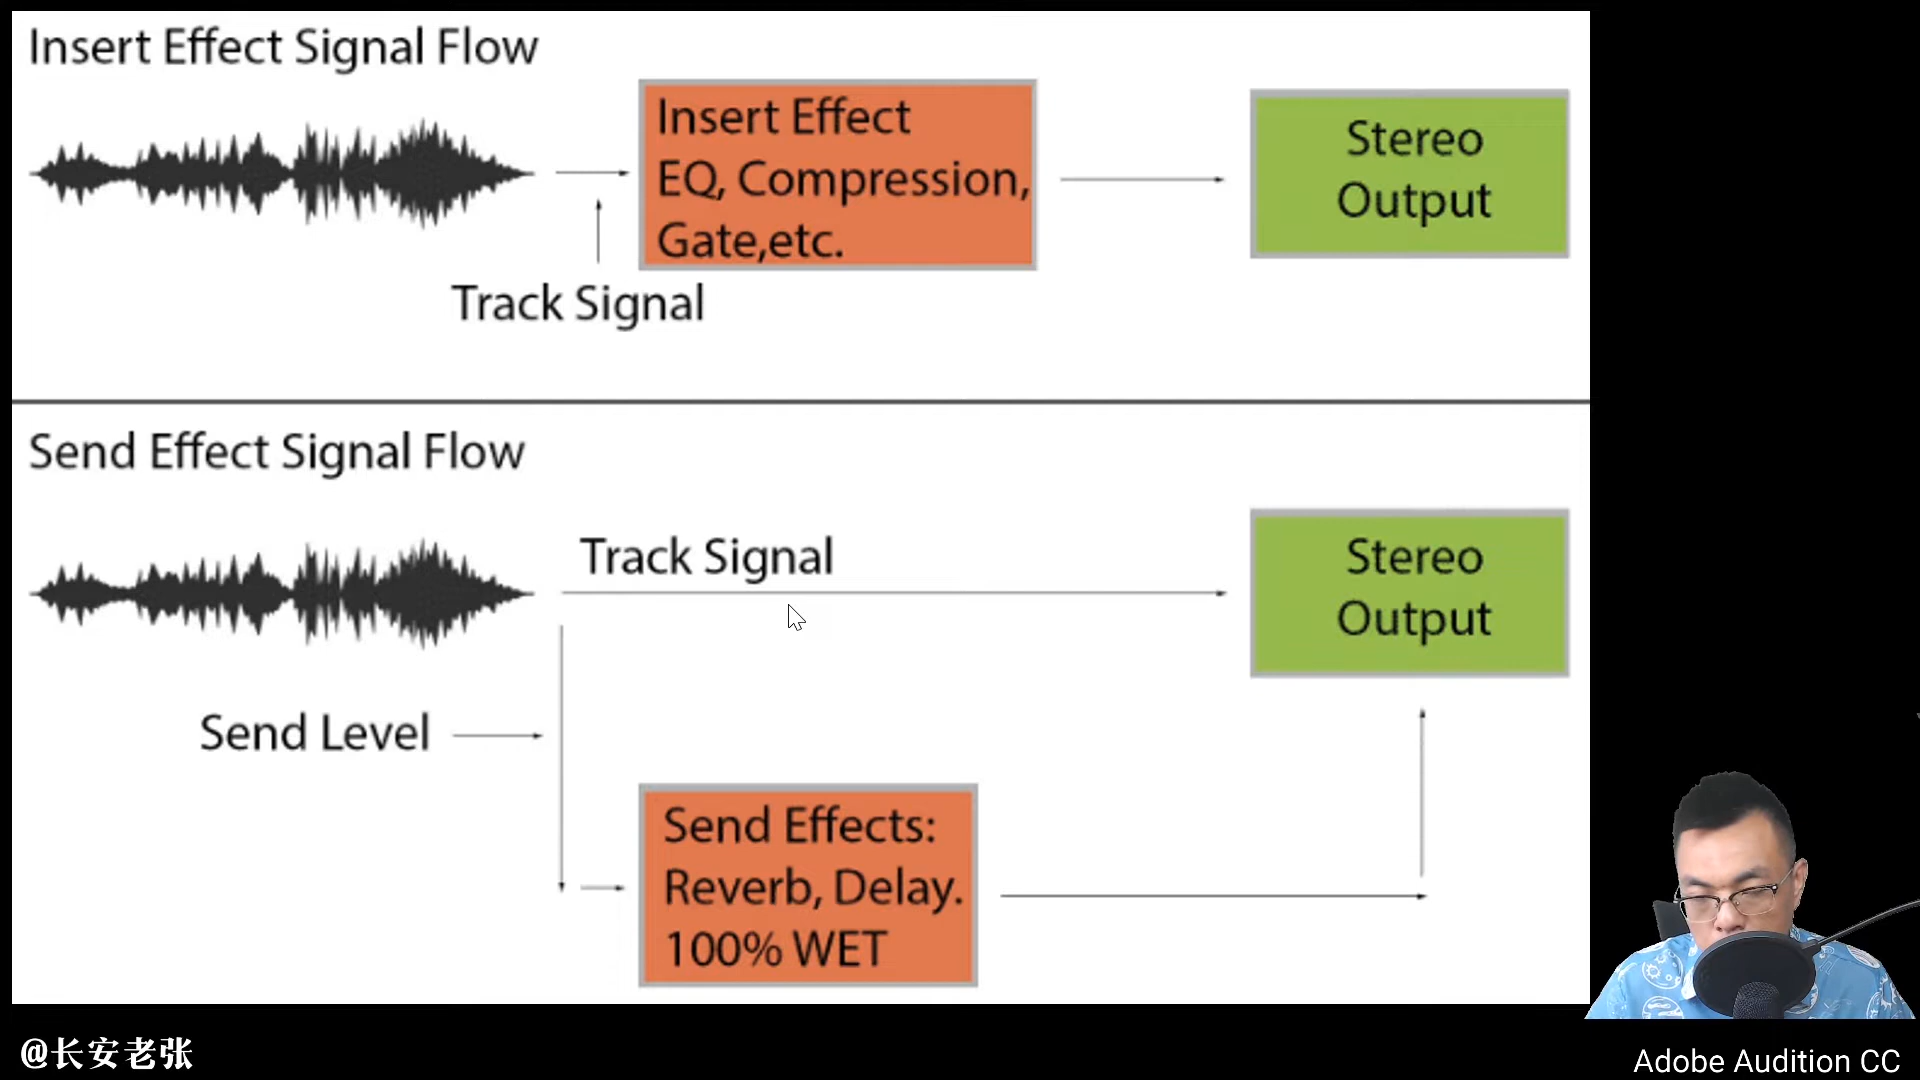 Insert Effect Signal Flow
Insert Effect
EQ, Compression,
Gate,etc.
Stereo
Output
Track Signal
Send Effect Signal Flow
Track Signal
Stereo
Output
Send Level
Send Effects:
Reverb, Delay.
100% WET
@长安老张
Adobe Audition CC